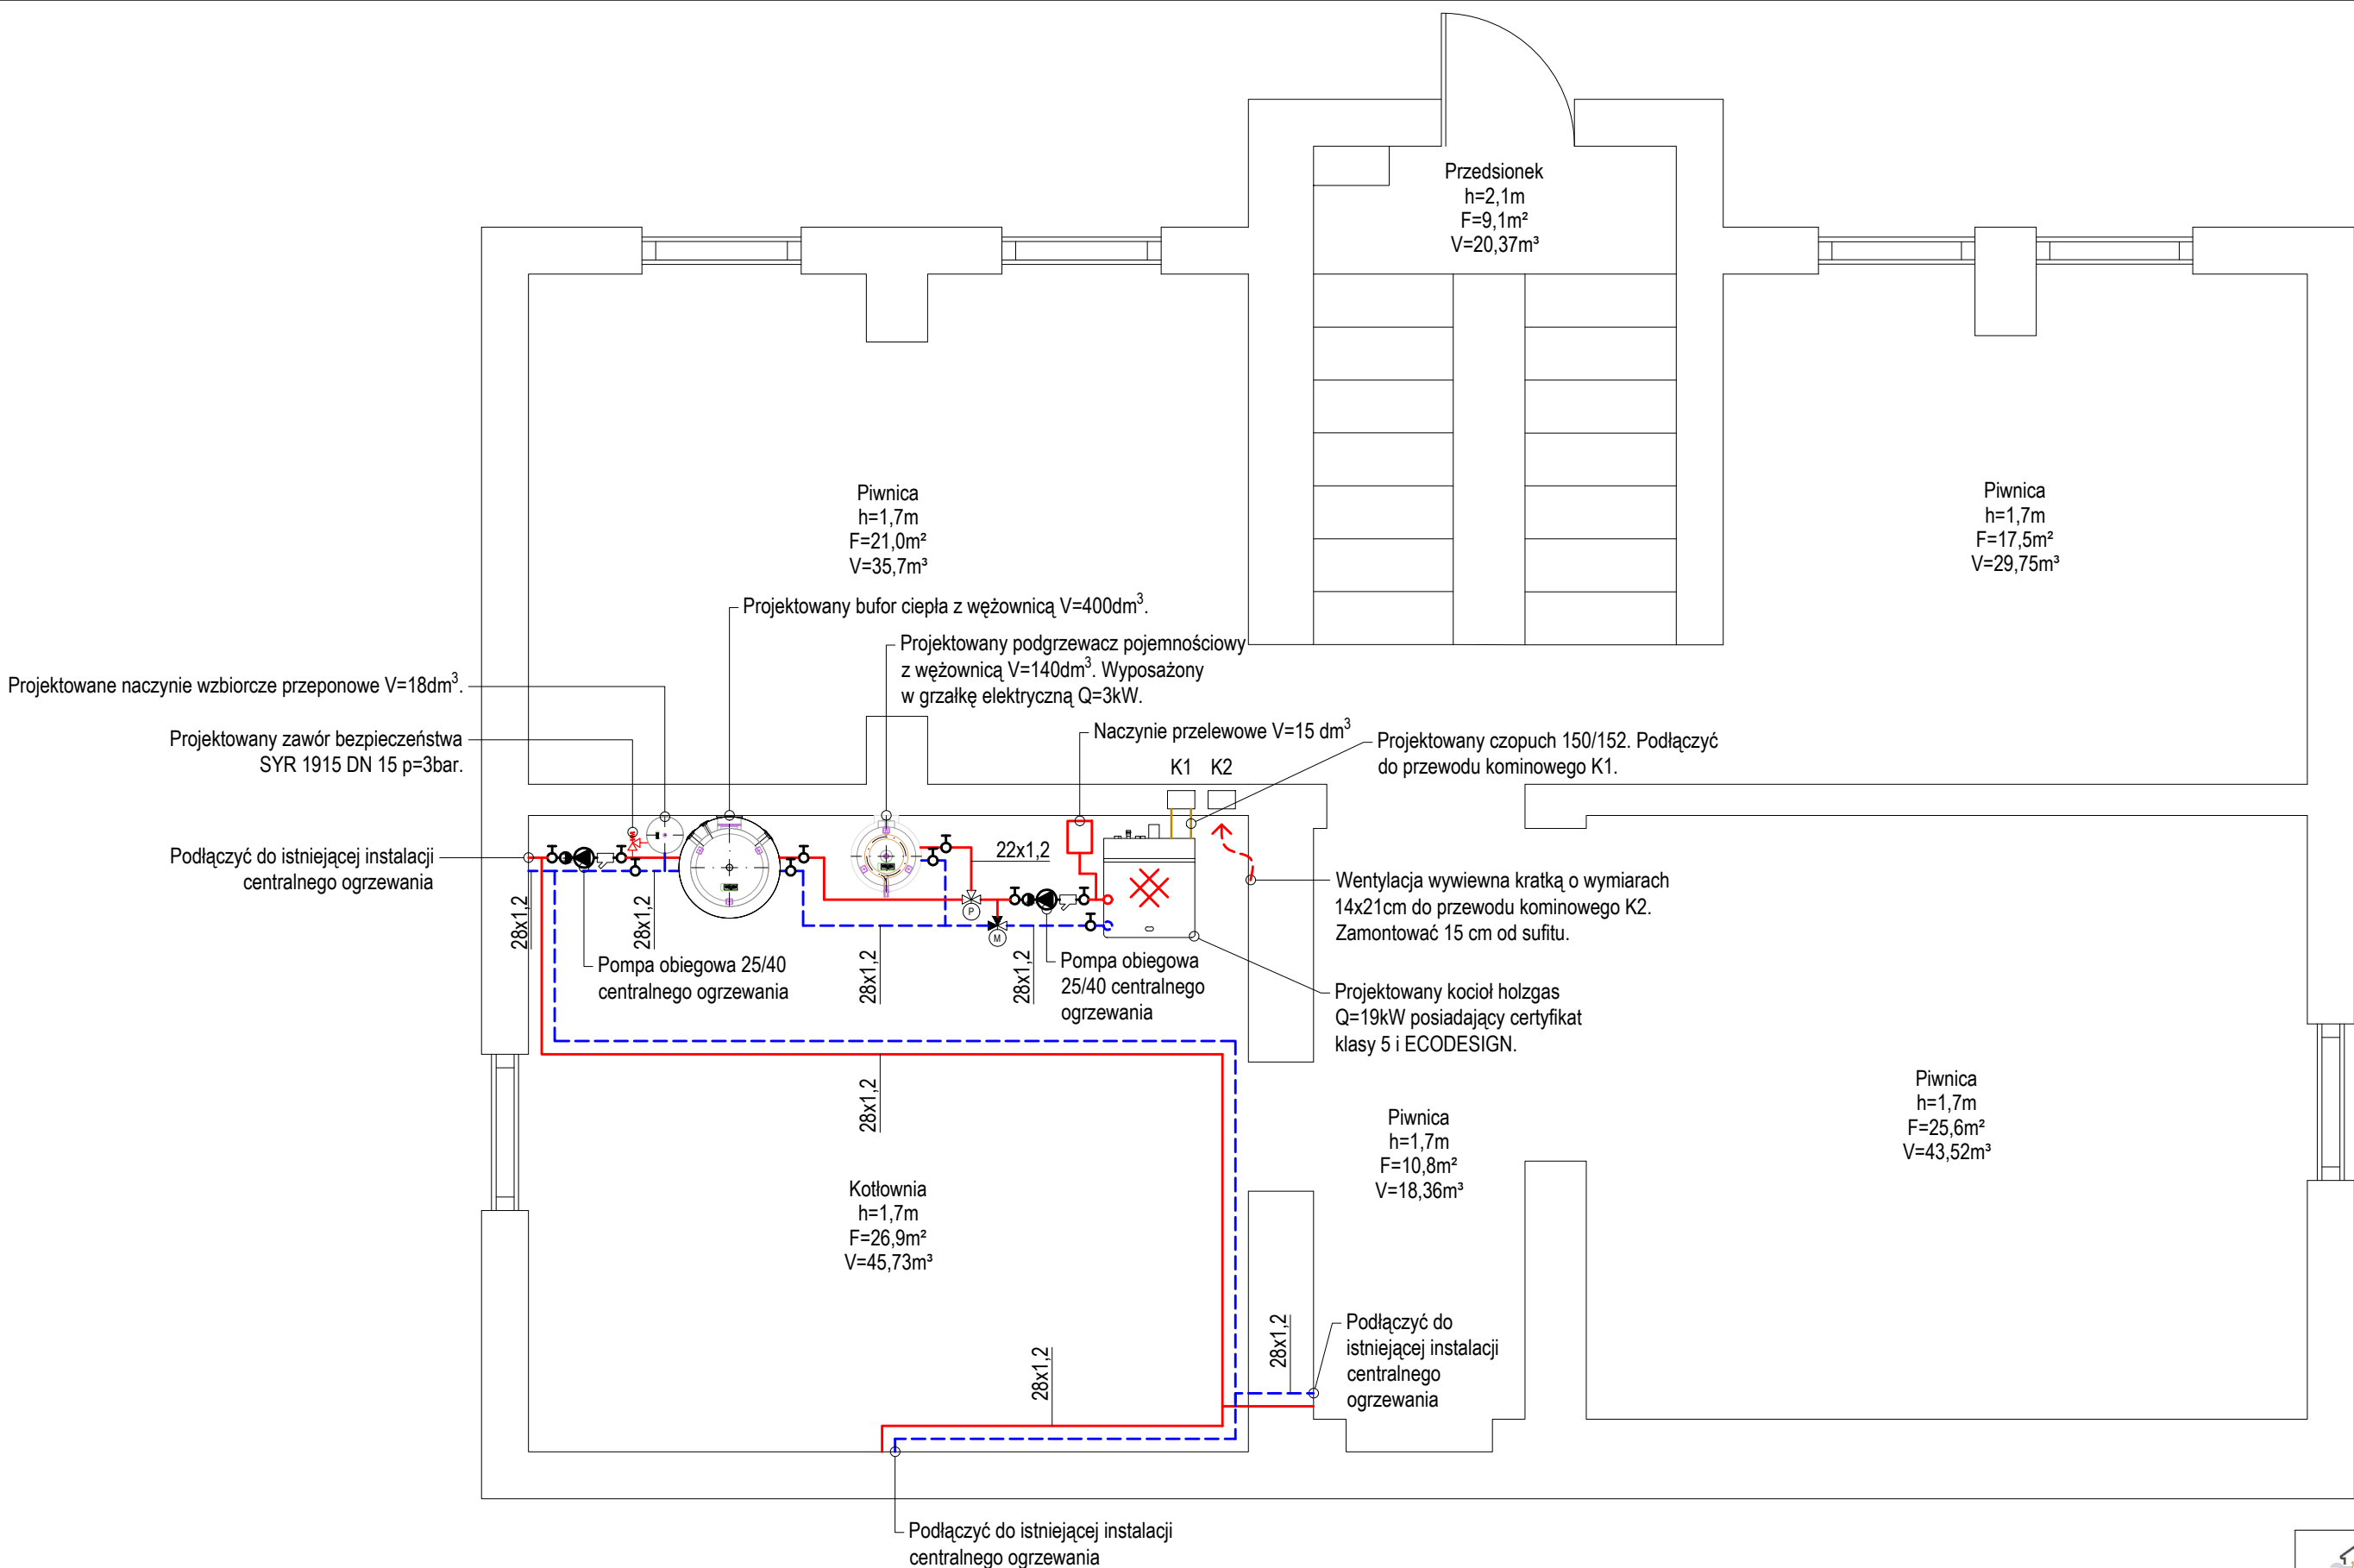 Przedsionek
h=2,1m
F=9,1m²
V=20,37m³
Piwnica
h=1,7m
F=21,0m²
V=35,7m³
Piwnica
h=1,7m
F=17,5m²
V=29,75m³
Projektowany bufor ciepła z wężownicą V=400dm³.
Projektowany podgrzewacz pojemnościowy
z wężownicą V=140dm³. Wyposażony
w grzałkę elektryczną Q=3kW.
Projektowane naczynie wzbiorcze przeponowe V=18dm³.
Projektowany zawór bezpieczeństwa
SYR 1915 DN 15 p=3bar.
Naczynie przelewowe V=15 dm³
Projektowany czopuch 150/152. Podłączyć
do przewodu kominowego K1.
K1
K2
Podłączyć do istniejącej instalacji
centralnego ogrzewania
22x1,2
Wentylacja wywiewna kratką o wymiarach
14x21cm do przewodu kominowego K2.
Zamontować 15 cm od sufitu.
P
M
28x1,2
28x1,2
28x1,2
28x1,2
Pompa obiegowa 25/40
centralnego ogrzewania
Pompa obiegowa
25/40 centralnego
ogrzewania
Projektowany kocioł holzgas
Q=19kW posiadający certyfikat
klasy 5 i ECODESIGN.
28x1,2
Piwnica
h=1,7m
F=25,6m²
V=43,52m³
Piwnica
h=1,7m
F=10,8m²
V=18,36m³
Kotłownia
h=1,7m
F=26,9m²
V=45,73m³
28x1,2
28x1,2
Podłączyć do
istniejącej instalacji
centralnego
ogrzewania
Podłączyć do istniejącej instalacji
centralnego ogrzewania